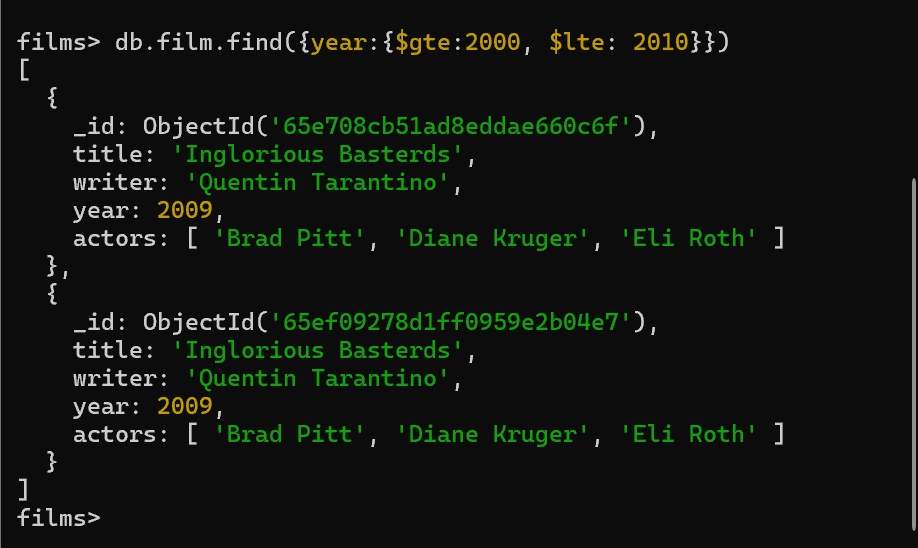 films> db.film.find({year:{$gte:2000, $lte: 2010}})
[
  {
    _id: ObjectId('65e708cb51ad8eddae660c6f'),
    title: 'Inglorious Basterds',
    writer: 'Quentin Tarantino',
    year: 2009,
    actors: [ 'Brad Pitt', 'Diane Kruger', 'Eli Roth' ]
  },
  {
    _id: ObjectId('65ef09278d1ff0959e2b04e7'),
    title: 'Inglorious Basterds',
    writer: 'Quentin Tarantino',
    year: 2009,
    actors: [ 'Brad Pitt', 'Diane Kruger', 'Eli Roth' ]
  }
]
films>